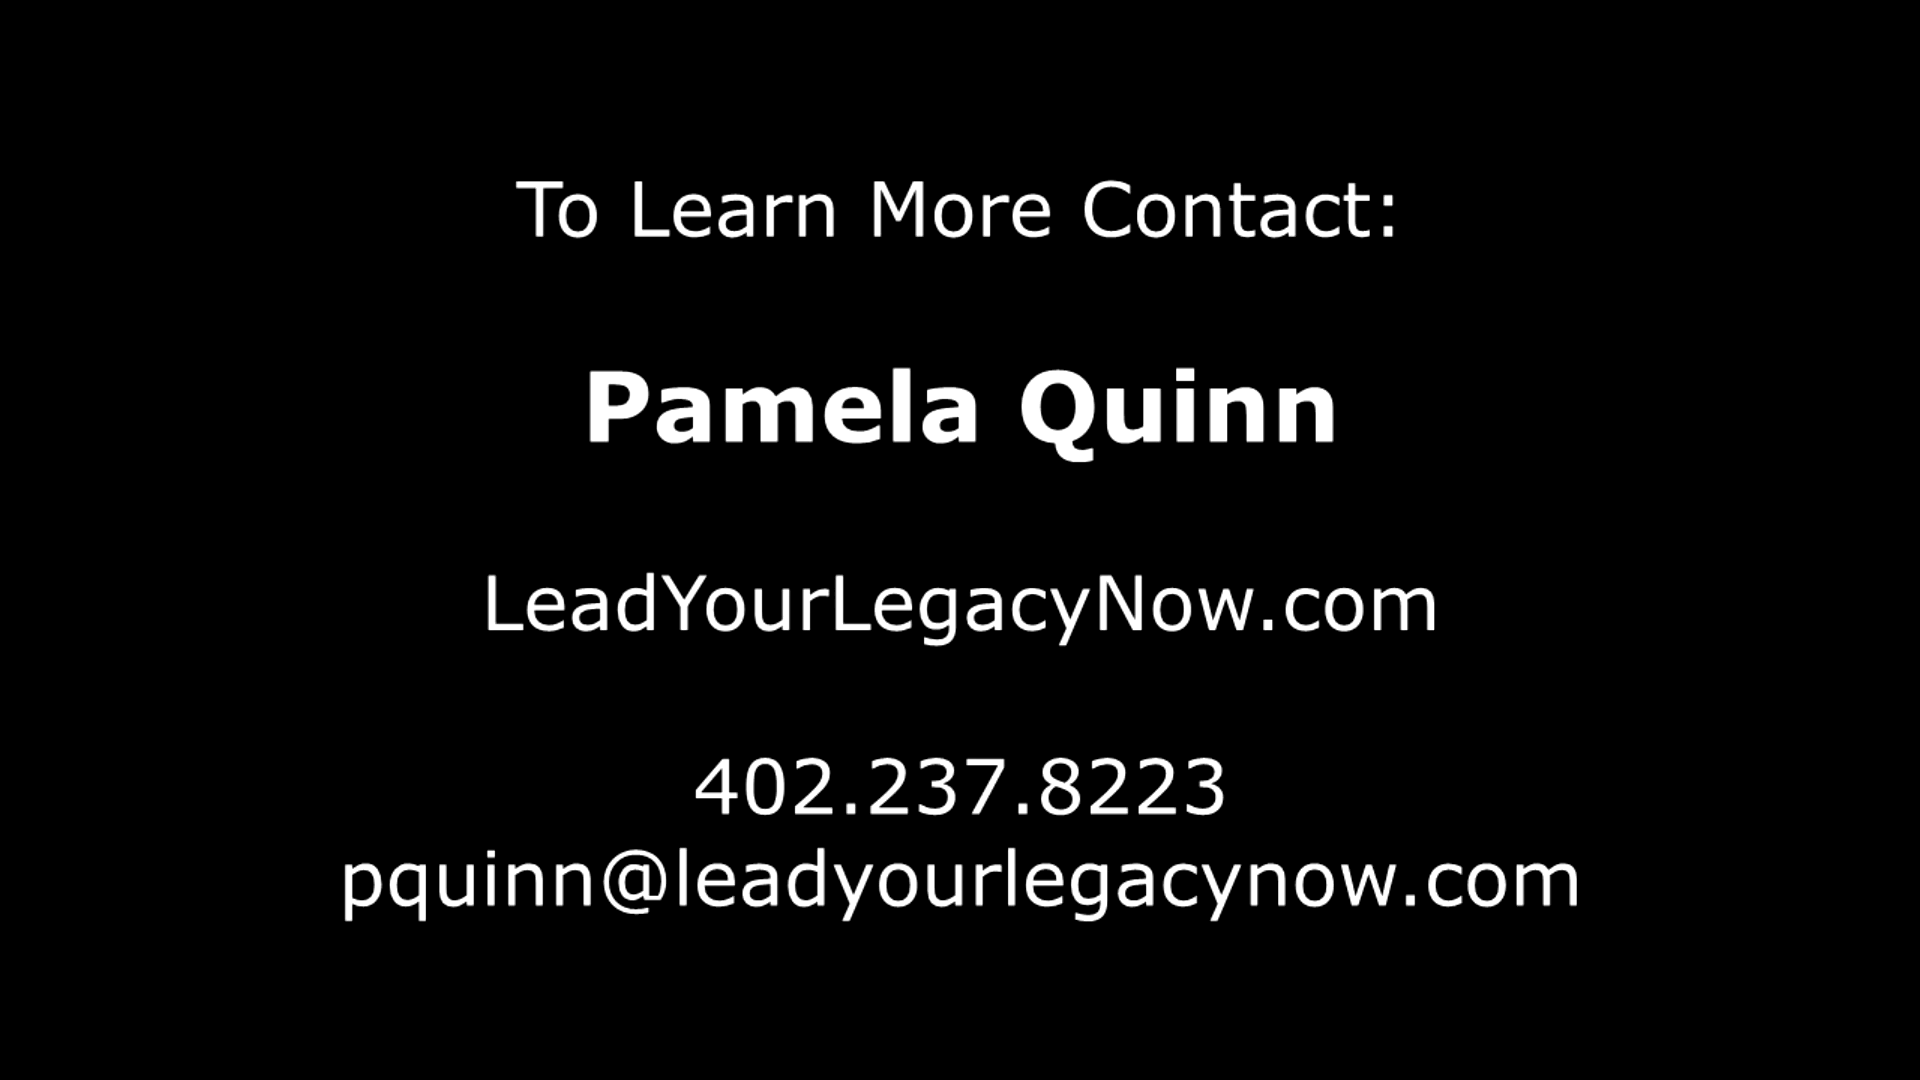 To Learn More Contact:
Pamela Quinn
LeadYourLegacyNow.com
402.237.8223
pquinn@leadyourlegacynow.com